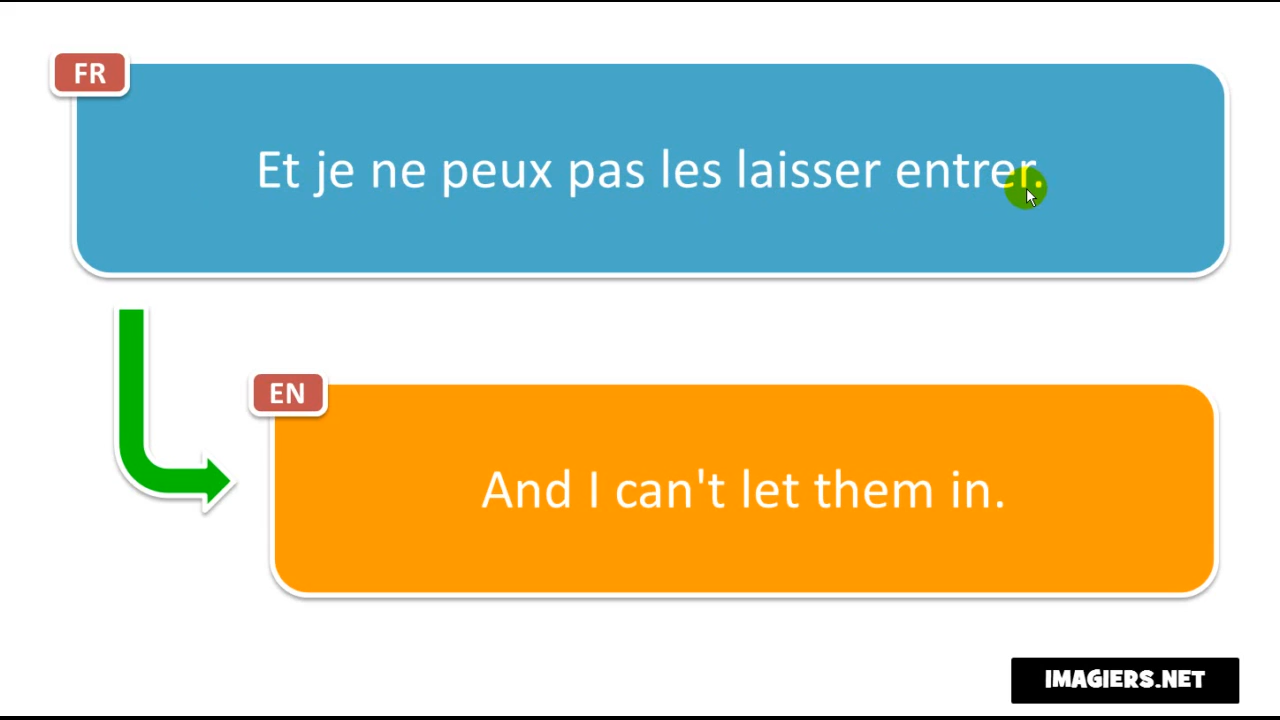 FR
Et je ne peux pas les laisser entrer.
EN
And I can't let them in.
IMAGIERS.NET